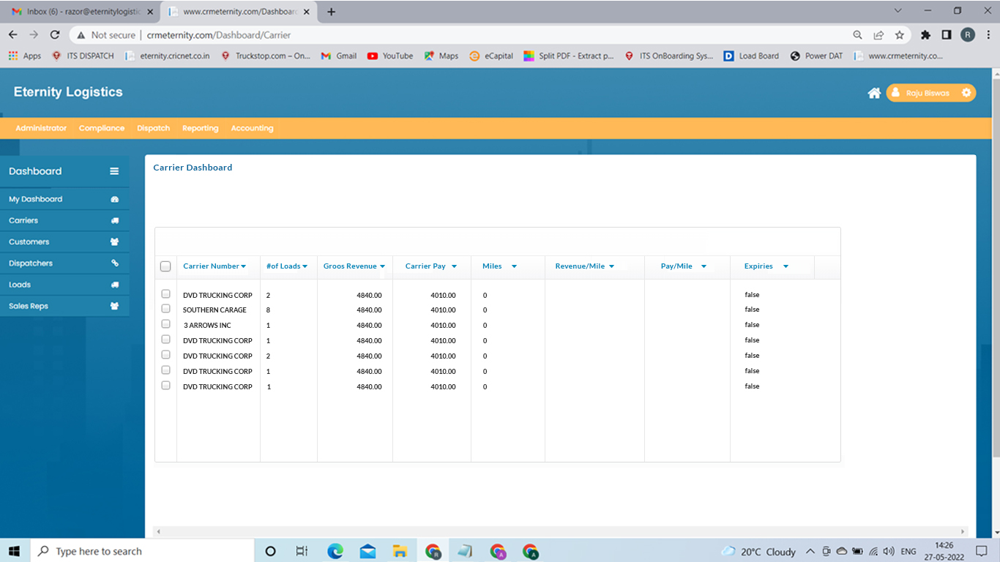 Inbox (6) - razor@eternitylogistic
www.crmeternity.com/Dashboard
Not secure | crmeternity.com/Dashboard/Carrier
R
Apps ITS DISPATCH eternity.cricnet.co.in Truckstop.com – On... Gmail YouTube Maps eCapital Split PDF - Extract p... ITS OnBoarding Sys... D Load Board Power DAT www.crmeternity.co...
Eternity Logistics
Raju Biswas
Administrator Compliance Dispatch Reporting Accounting
Dashboard
My Dashboard
Carriers
Customers
Dispatchers
Loads
Sales Reps
Carrier Dashboard
Carrier Number #of Loads Groos Revenue Carrier Pay Miles Revenue/Mile Pay/Mile Expiries
DVD TRUCKING CORP 2 4840.00 4010.00 0 false
SOUTHERN CARAGE 8 4840.00 4010.00 0 false
3 ARROWS INC 1 4840.00 4010.00 0 false
DVD TRUCKING CORP 1 4840.00 4010.00 0 false
DVD TRUCKING CORP 2 4840.00 4010.00 0 false
DVD TRUCKING CORP 1 4840.00 4010.00 0 false
DVD TRUCKING CORP 1 4840.00 4010.00 0 false
Type here to search
R
A
A
20°C Cloudy
ENG
14:26
27-05-2022